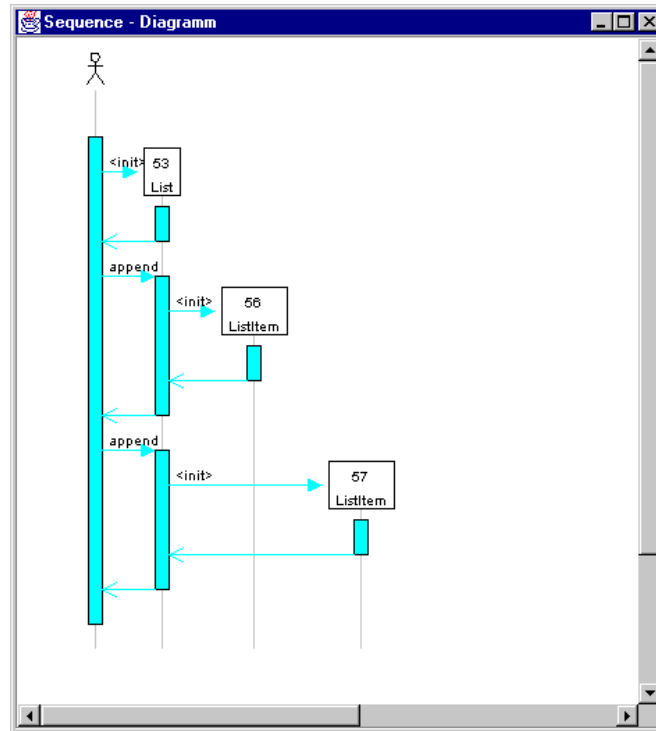 Sequence - Diagramm
<init>
53
List
append
<init>
56
ListItem
append
<init>
57
ListItem